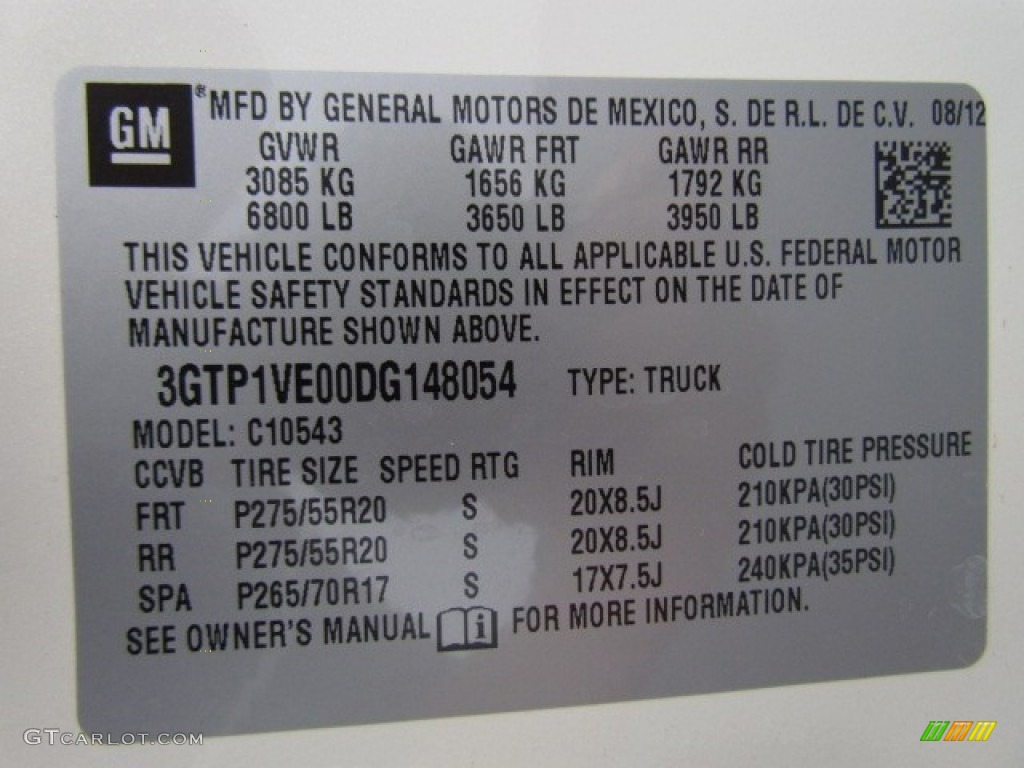 GM ® MFD BY GENERAL MOTORS DE MEXICO, S. DE R.L. DE C.V. 08/12
GVWR GAWR FRT GAWR RR
3085 KG 1656 KG 1792 KG
6800 LB 3650 LB 3950 LB
THIS VEHICLE CONFORMS TO ALL APPLICABLE U.S. FEDERAL MOTOR
VEHICLE SAFETY STANDARDS IN EFFECT ON THE DATE OF
MANUFACTURE SHOWN ABOVE.
3GTP1VE00DG148054 TYPE: TRUCK
MODEL: C10543
CCVB TIRE SIZE SPEED RTG RIM COLD TIRE PRESSURE
FRT P275/55R20 S 20X8.5J 210KPA(30PSI)
RR P275/55R20 S 20X8.5J 210KPA(30PSI)
SPA P265/70R17 S 17X7.5J 240KPA(35PSI)
SEE OWNER'S MANUAL i FOR MORE INFORMATION.
GTCARLOT.COM